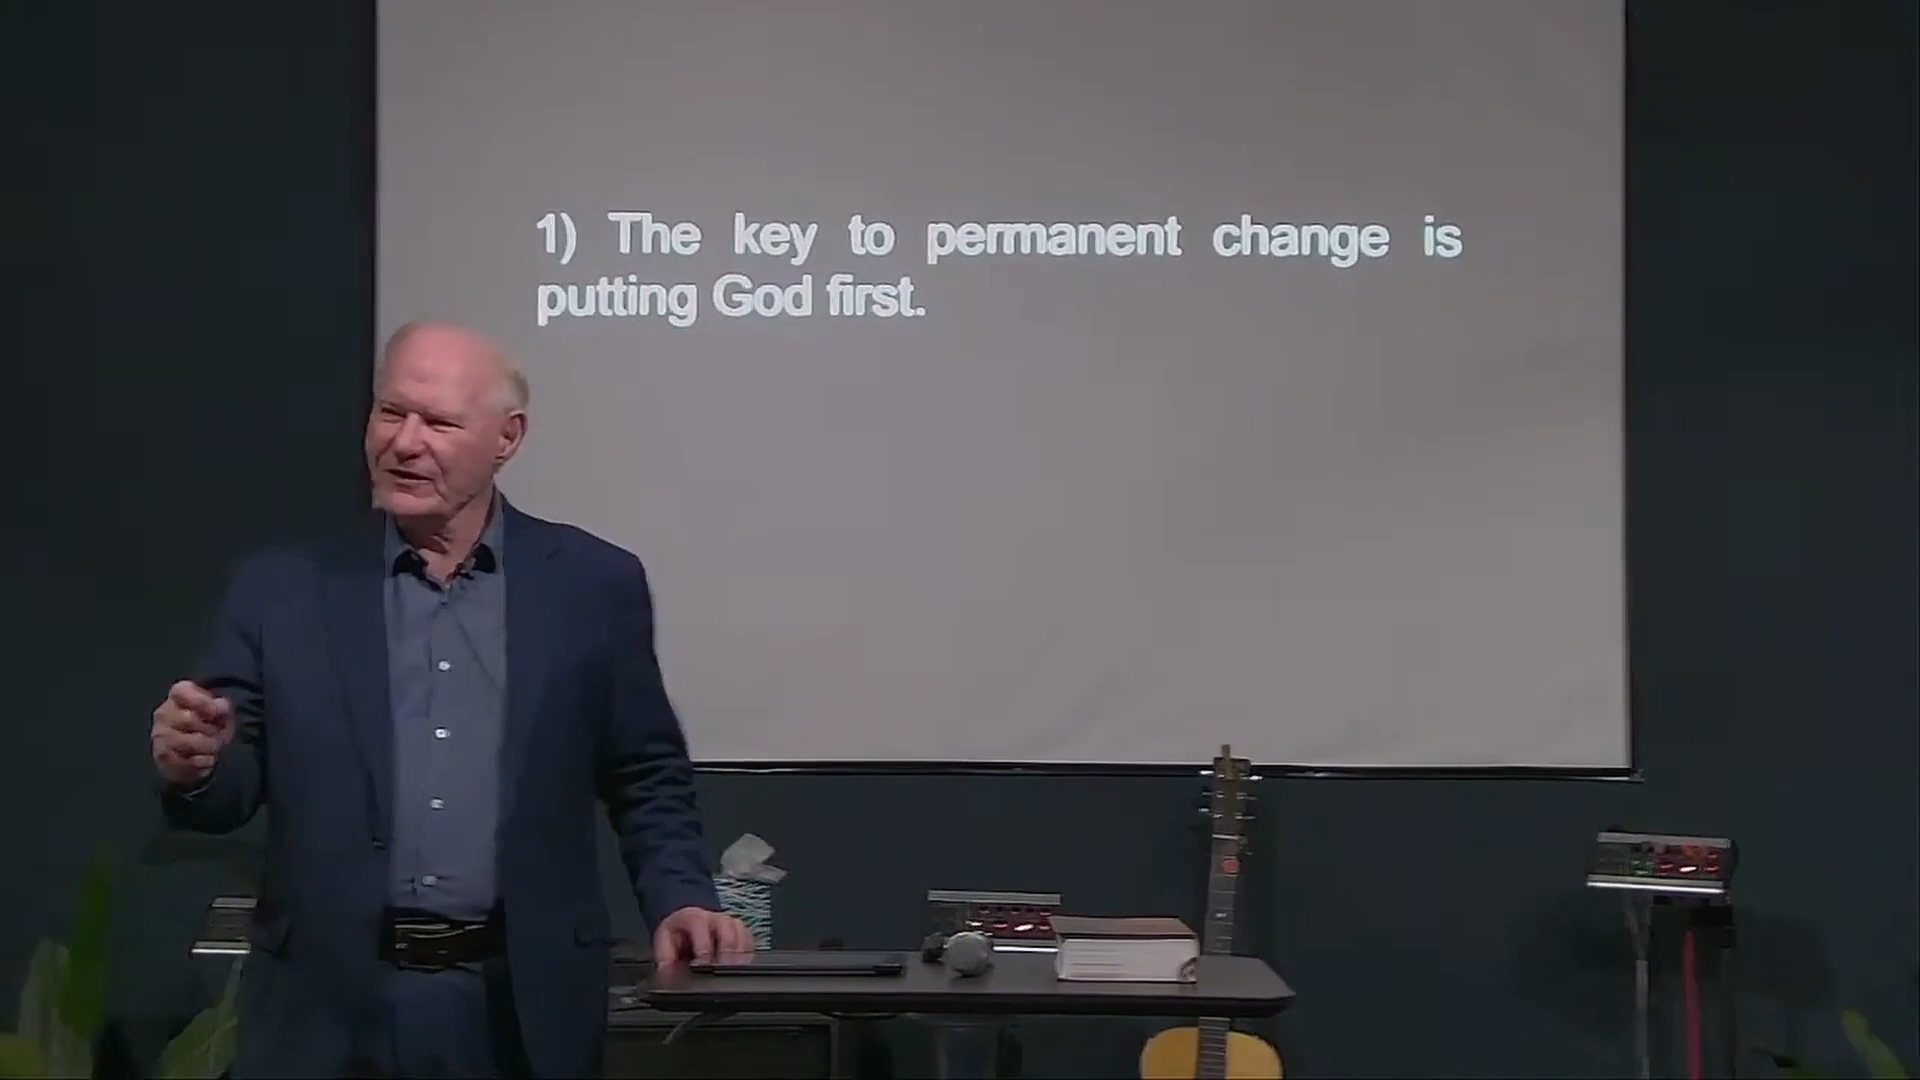 1) The key to permanent change is
putting God first.